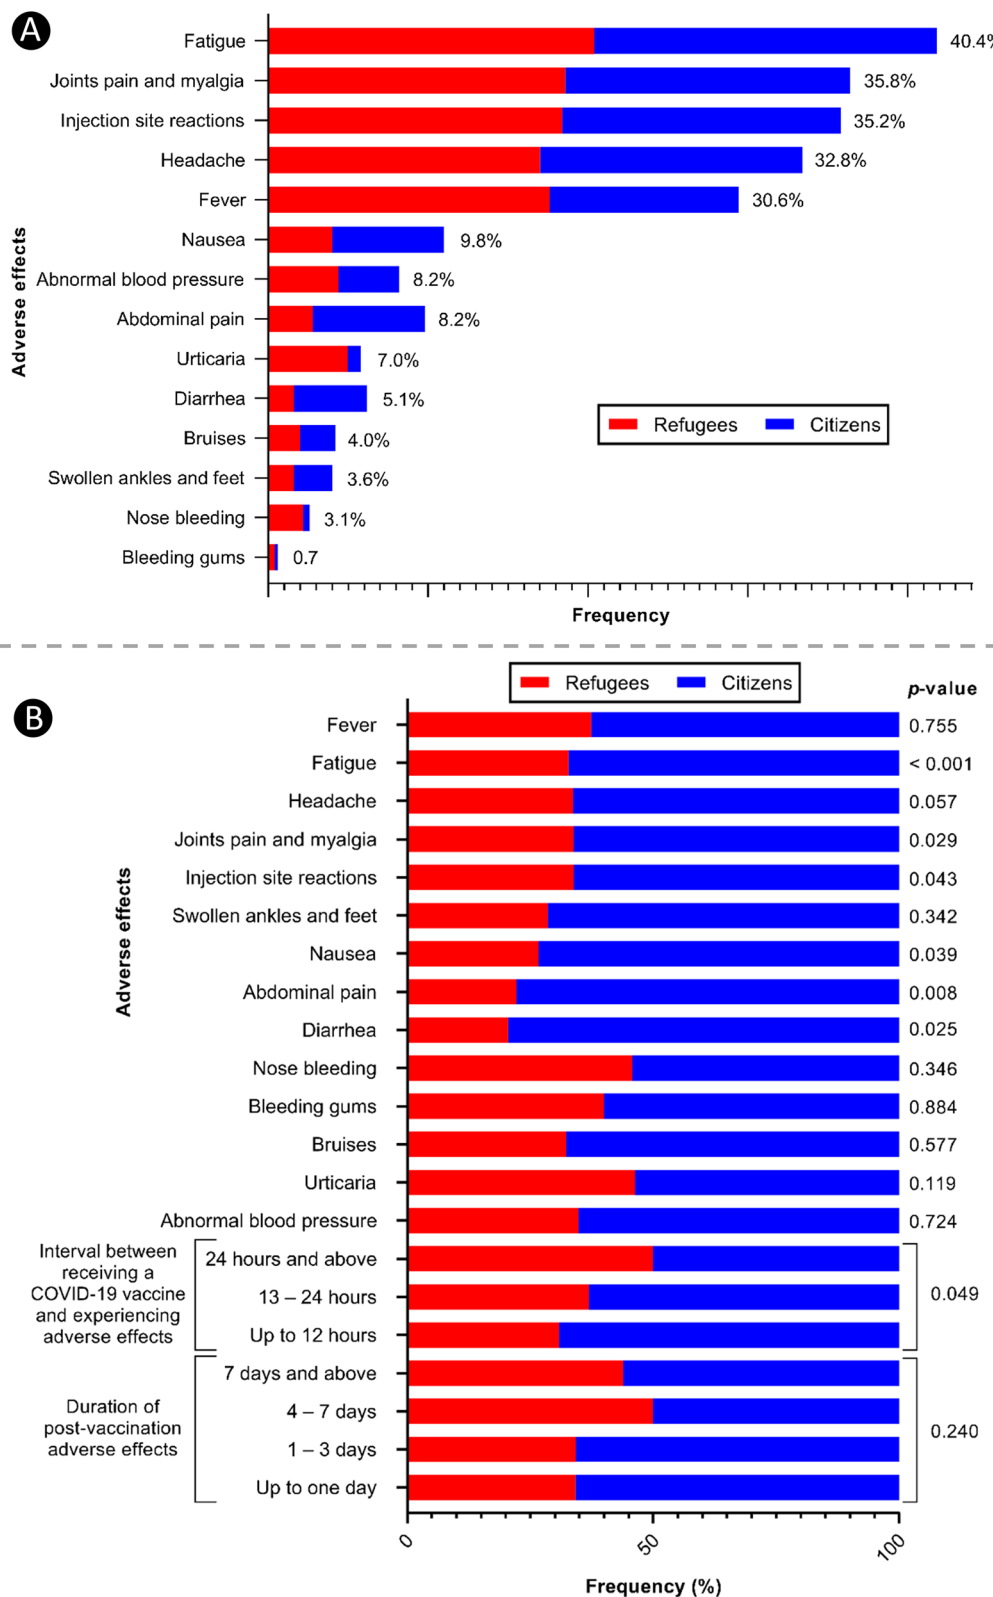 A
Fatigue 40.4%
Joints pain and myalgia 35.8%
Injection site reactions 35.2%
Headache 32.8%
Fever 30.6%
Nausea 9.8%
Abnormal blood pressure 8.2%
Abdominal pain 8.2%
Urticaria 7.0%
Diarrhea 5.1%
Bruises 4.0%
Swollen ankles and feet 3.6%
Nose bleeding 3.1%
Bleeding gums 0.7
Adverse effects
Refugees Citizens
Frequency
B
Refugees Citizens
p-value
Fever 0.755
Fatigue < 0.001
Headache 0.057
Joints pain and myalgia 0.029
Injection site reactions 0.043
Swollen ankles and feet 0.342
Nausea 0.039
Abdominal pain 0.008
Diarrhea 0.025
Nose bleeding 0.346
Bleeding gums 0.884
Bruises 0.577
Urticaria 0.119
Abnormal blood pressure 0.724
Adverse effects
Interval between
receiving a
COVID-19 vaccine
and experiencing
adverse effects
24 hours and above
13 – 24 hours
Up to 12 hours
0.049
Duration of
post-vaccination
adverse effects
7 days and above
4 – 7 days
1 – 3 days
Up to one day
0.240
0 50 100
Frequency (%)